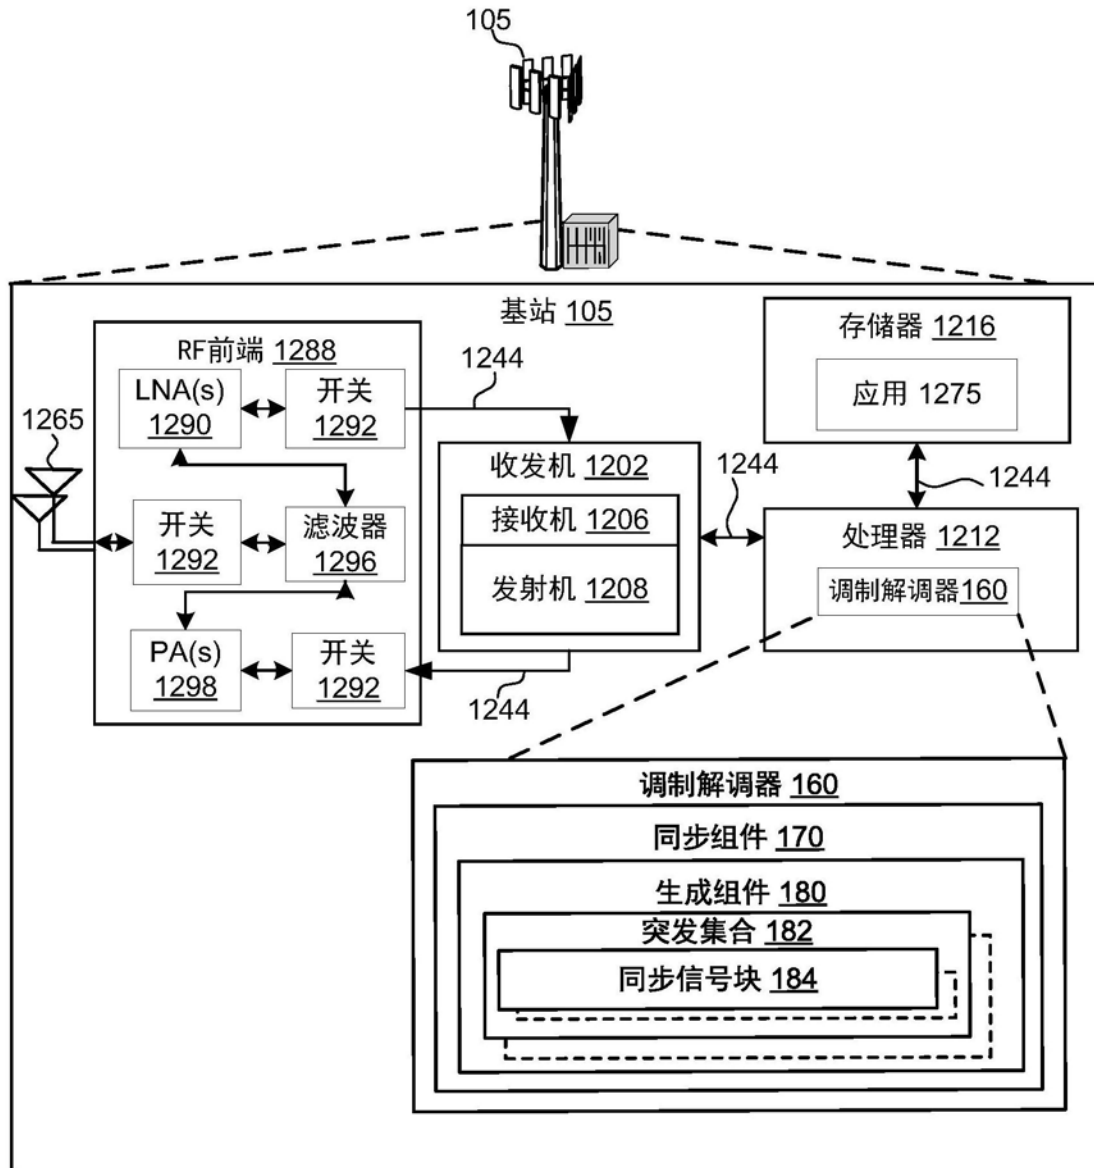 105
基站 105
RF前端 1288
LNA(s)
1290
开关
1292
1244
1265
开关
1292
滤波器
1296
PA(s)
1298
开关
1292
1244
收发机 1202
接收机 1206
发射机 1208
1244
存储器 1216
应用 1275
1244
处理器 1212
调制解调器160
调制解调器 160
同步组件 170
生成组件 180
突发集合 182
同步信号块 184